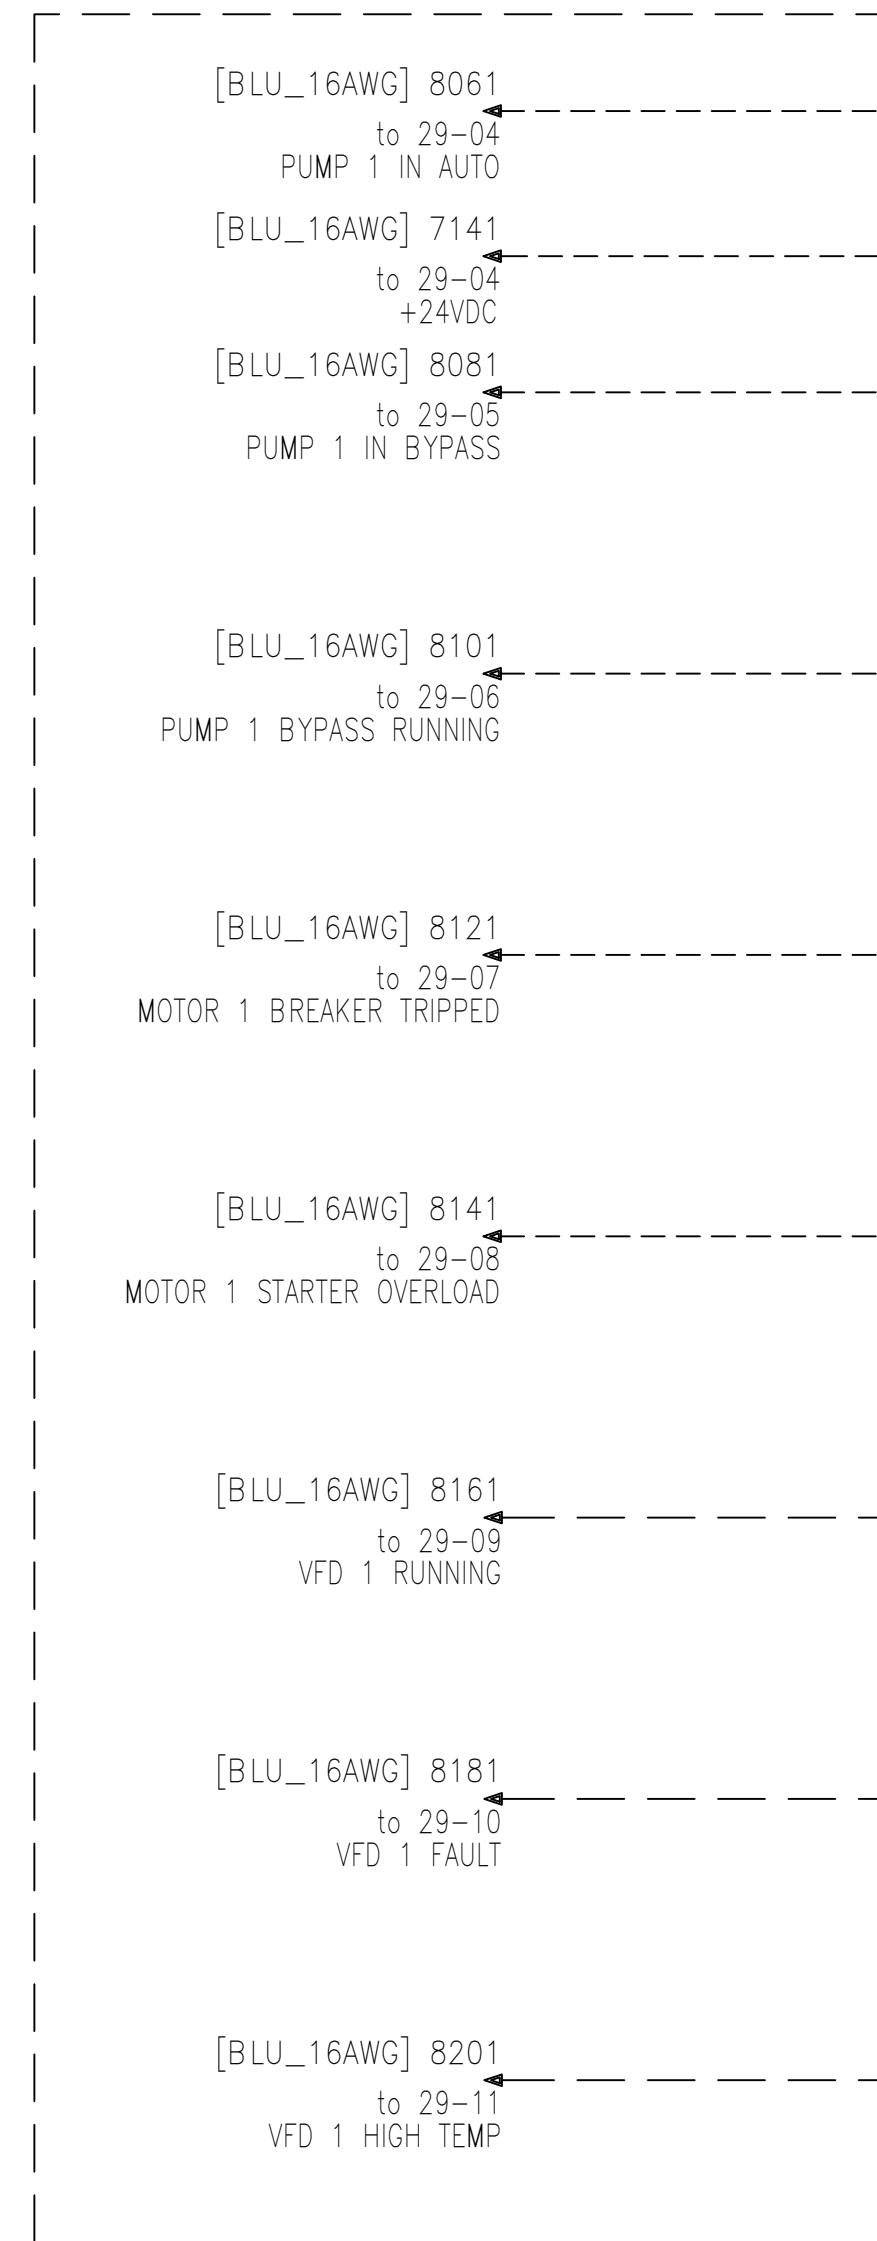 [BLU_16AWG] 8061
to 29-04
PUMP 1 IN AUTO
[BLU_16AWG] 7141
to 29-04
+24VDC
[BLU_16AWG] 8081
to 29-05
PUMP 1 IN BYPASS
[BLU_16AWG] 8101
to 29-06
PUMP 1 BYPASS RUNNING
[BLU_16AWG] 8121
to 29-07
MOTOR 1 BREAKER TRIPPED
[BLU_16AWG] 8141
to 29-08
MOTOR 1 STARTER OVERLOAD
[BLU_16AWG] 8161
to 29-09
VFD 1 RUNNING
[BLU_16AWG] 8181
to 29-10
VFD 1 FAULT
[BLU_16AWG] 8201
to 29-11
VFD 1 HIGH TEMP